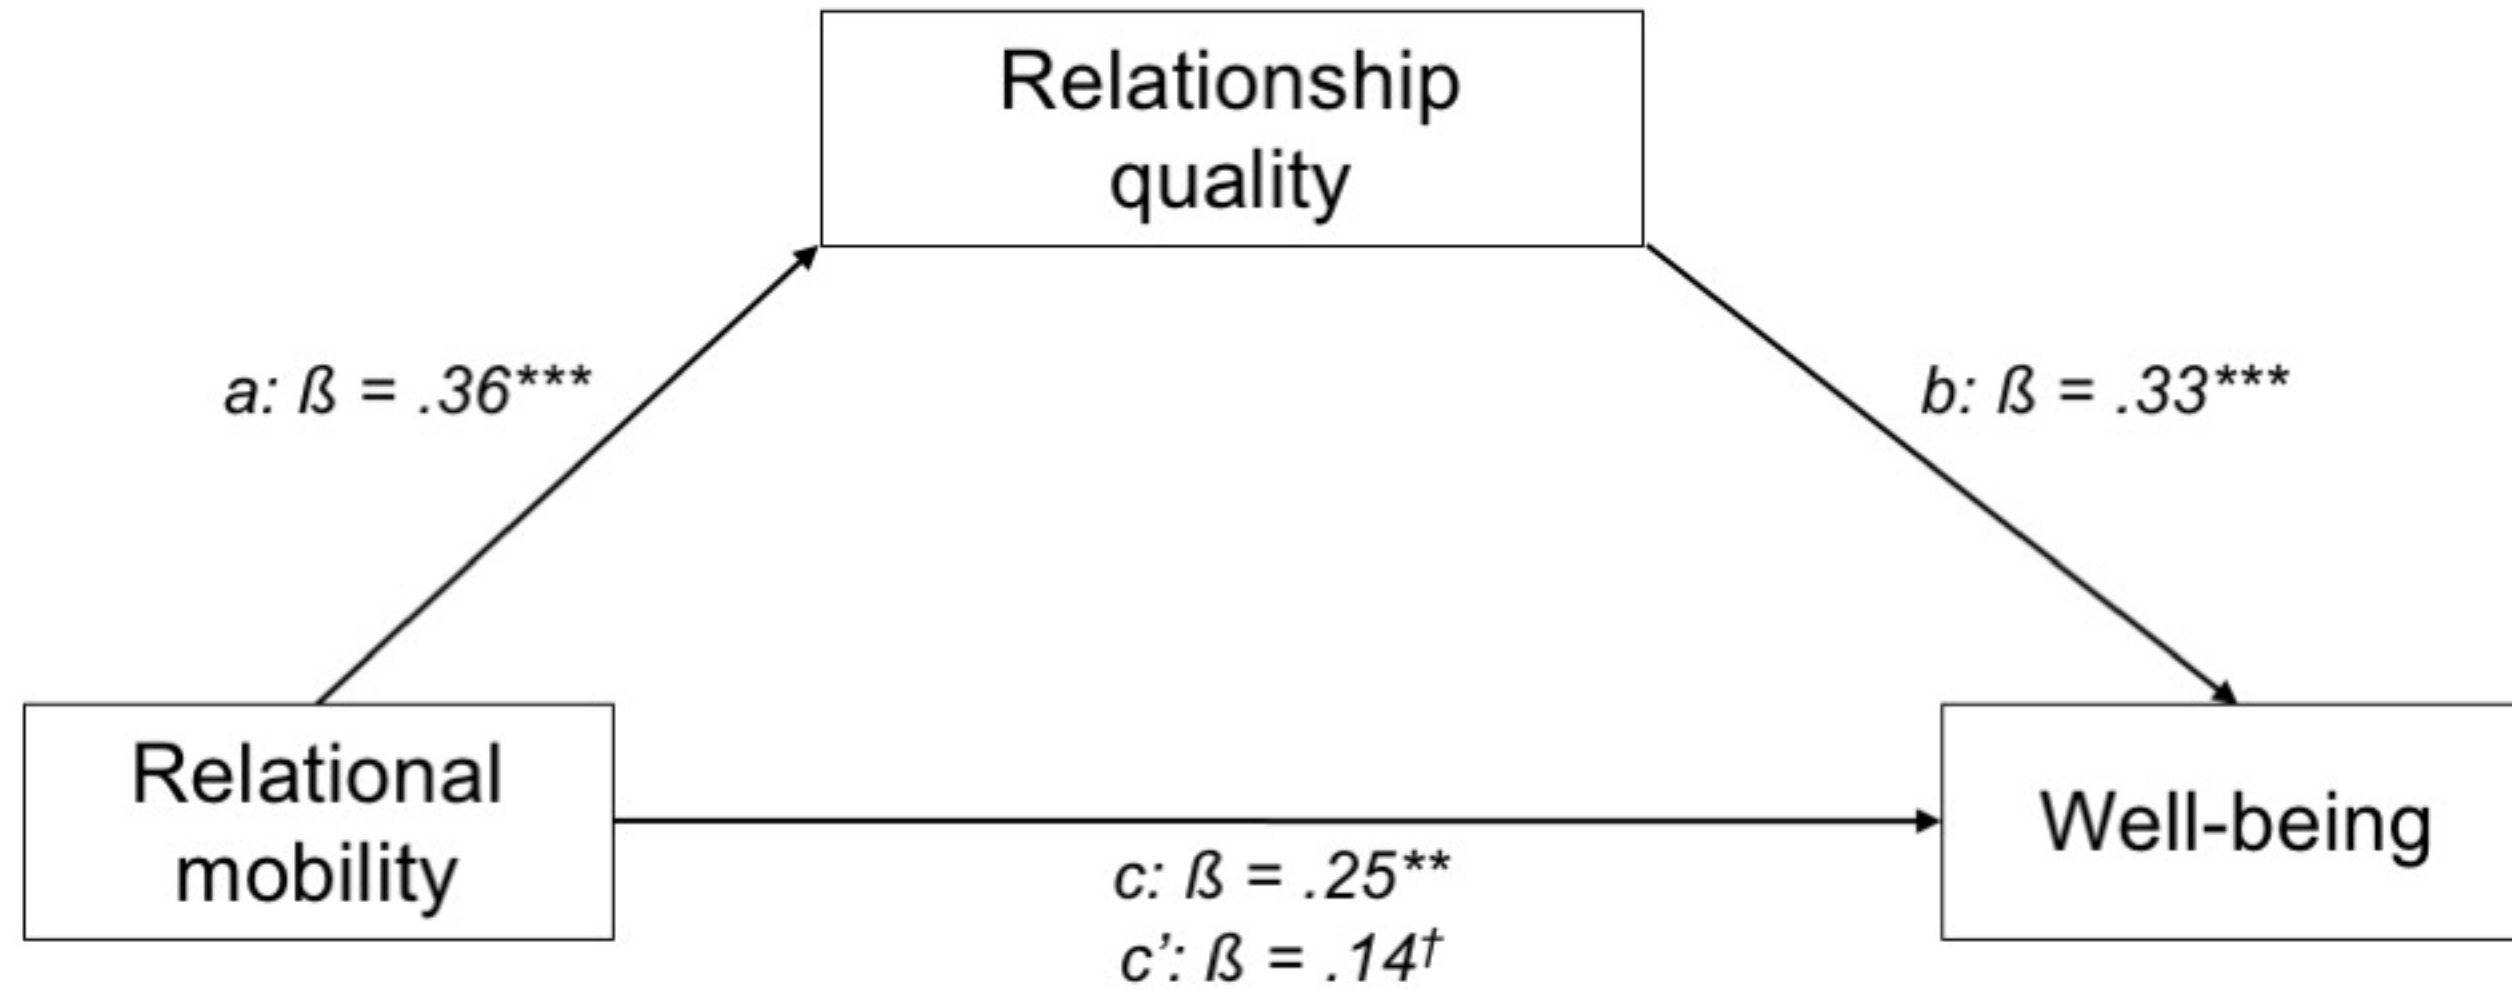 Relationship
quality
a: ß = .36***
b: ß = .33***
Relational
mobility
Well-being
c: ß = .25**
c’: ß = .14†